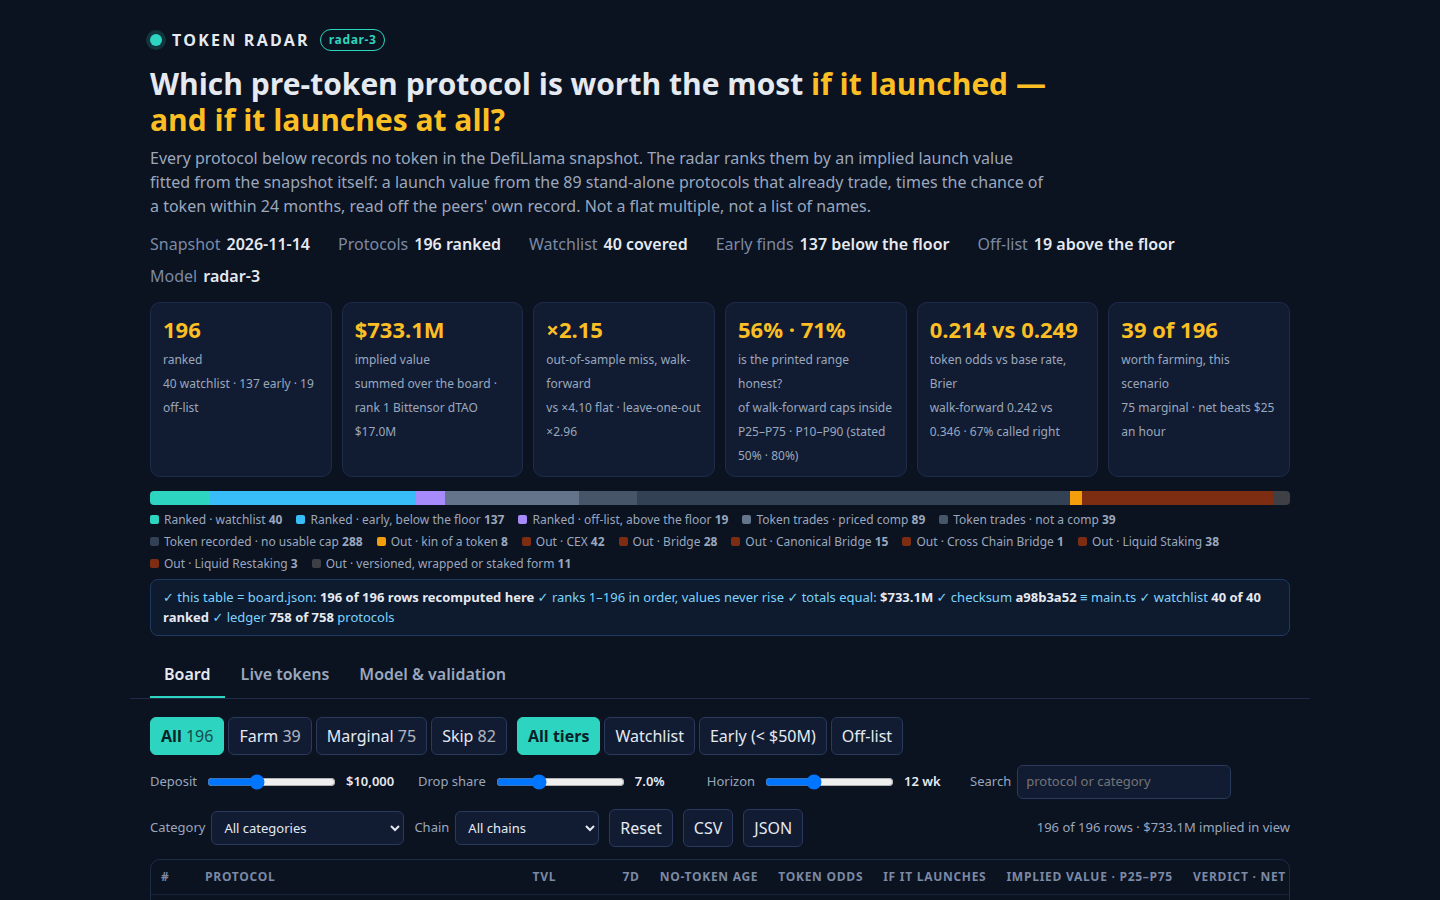 TOKEN RADAR radar-3
Which pre-token protocol is worth the most if it launched —
and if it launches at all?
Every protocol below records no token in the DefiLlama snapshot. The radar ranks them by an implied launch value
fitted from the snapshot itself: a launch value from the 89 stand-alone protocols that already trade, times the chance of
a token within 24 months, read off the peers' own record. Not a flat multiple, not a list of names.
Snapshot 2026-11-14 Protocols 196 ranked Watchlist 40 covered Early finds 137 below the floor Off-list 19 above the floor
Model radar-3
196
ranked
40 watchlist · 137 early · 19
off-list
$733.1M
implied value
summed over the board ·
rank 1 Bittensor dTAO
$17.0M
×2.15
out-of-sample miss, walk-
forward
vs ×4.10 flat · leave-one-out
×2.96
56% · 71%
is the printed range
honest?
of walk-forward caps inside
P25–P75 · P10–P90 (stated
50% · 80%)
0.214 vs 0.249
token odds vs base rate,
Brier
walk-forward 0.242 vs
0.346 · 67% called right
39 of 196
worth farming, this
scenario
75 marginal · net beats $25
an hour
Ranked · watchlist 40 Ranked · early, below the floor 137 Ranked · off-list, above the floor 19 Token trades · priced comp 89 Token trades · not a comp 39
Token recorded · no usable cap 288 Out · kin of a token 8 Out · CEX 42 Out · Bridge 28 Out · Canonical Bridge 15 Out · Cross Chain Bridge 1 Out · Liquid Staking 38
Out · Liquid Restaking 3 Out · versioned, wrapped or staked form 11
✓ this table = board.json: 196 of 196 rows recomputed here ✓ ranks 1–196 in order, values never rise ✓ totals equal: $733.1M ✓ checksum a98b3a52 ≡ main.ts ✓ watchlist 40 of 40
ranked ✓ ledger 758 of 758 protocols
Board Live tokens Model & validation
All 196 Farm 39 Marginal 75 Skip 82 All tiers Watchlist Early (< $50M) Off-list
Deposit $10,000 Drop share 7.0% Horizon 12 wk Search protocol or category
Category All categories Chain All chains Reset CSV JSON 196 of 196 rows · $733.1M implied in view
# PROTOCOL TVL 7D NO-TOKEN AGE TOKEN ODDS IF IT LAUNCHES IMPLIED VALUE · P25–P75 VERDICT · NET